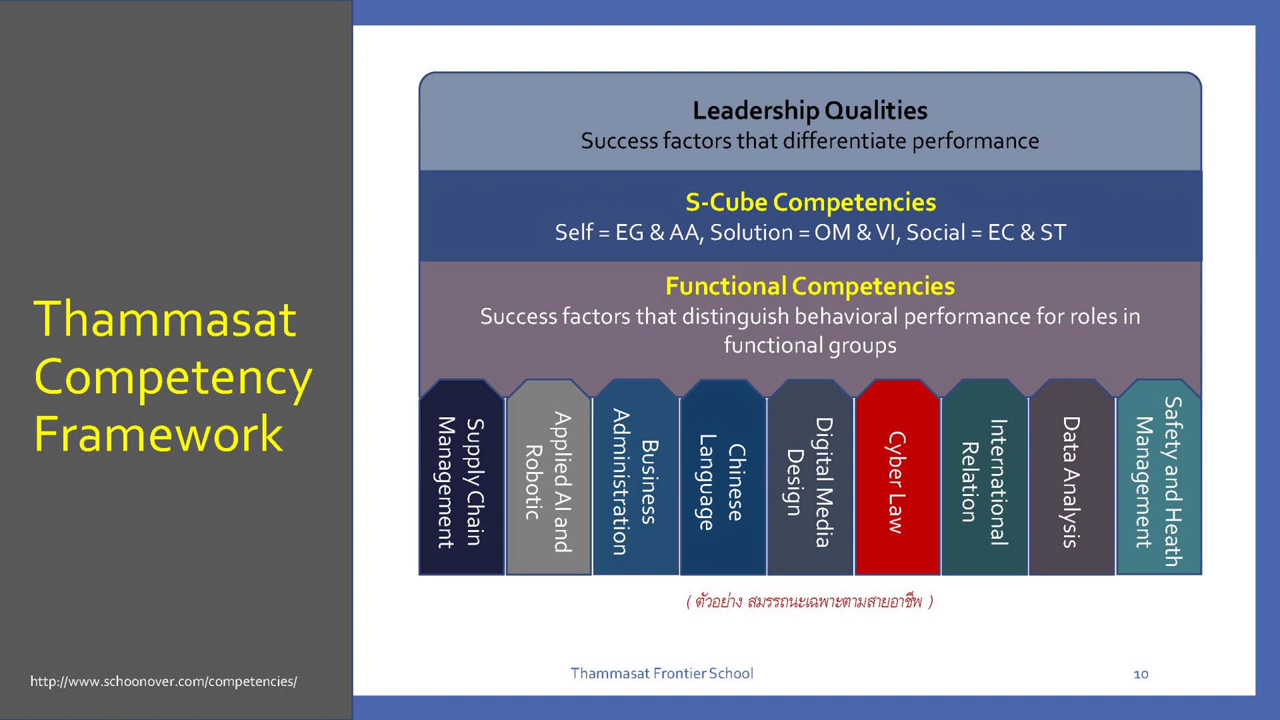 Thammasat
Competency
Framework
http://www.schoonover.com/competencies/
Leadership Qualities
Success factors that differentiate performance
S-Cube Competencies
Self = EG & AA, Solution = OM & VI, Social = EC & ST
Functional Competencies
Success factors that distinguish behavioral performance for roles in
functional groups
Supply Chain
Management
Applied AI and
Robotic
Business
Administration
Chinese
Language
Digital Media
Design
Cyber Law
International
Relation
Data Analysis
Safety and Heath
Management
( ตัวอย่าง สมรรถนะเฉพาะตามสายอาชีพ )
Thammasat Frontier School
10